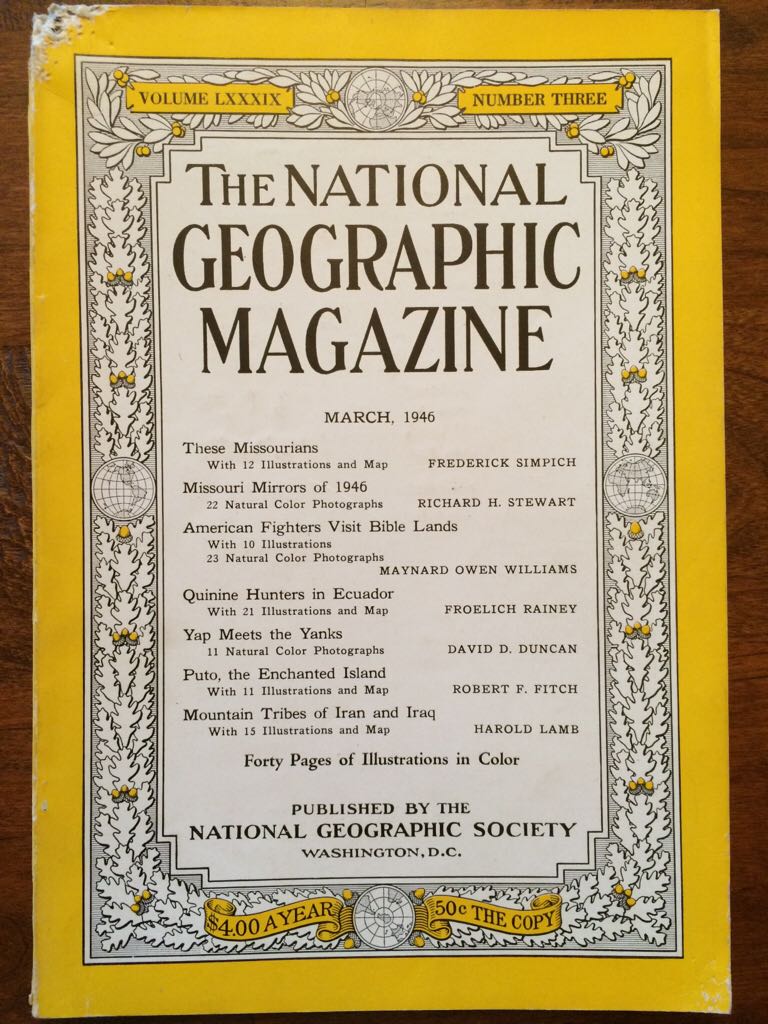 VOLUME LXXXIX NUMBER THREE
THE NATIONAL
GEOGRAPHIC
MAGAZINE
MARCH, 1946
These Missourians
With 12 Illustrations and Map FREDERICK SIMPICH
Missouri Mirrors of 1946
22 Natural Color Photographs RICHARD H. STEWART
American Fighters Visit Bible Lands
With 10 Illustrations
23 Natural Color Photographs
MAYNARD OWEN WILLIAMS
Quinine Hunters in Ecuador
With 21 Illustrations and Map FROELICH RAINEY
Yap Meets the Yanks
11 Natural Color Photographs DAVID D. DUNCAN
Puto, the Enchanted Island
With 11 Illustrations and Map ROBERT F. FITCH
Mountain Tribes of Iran and Iraq
With 15 Illustrations and Map HAROLD LAMB
Forty Pages of Illustrations in Color
PUBLISHED BY THE
NATIONAL GEOGRAPHIC SOCIETY
WASHINGTON, D.C.
$4.00 A YEAR 50c THE COPY